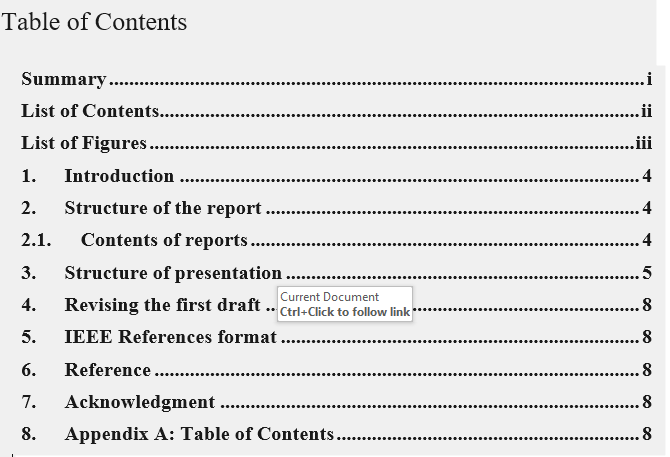 Table of Contents
Summary.....................................................................................................i
List of Contents..........................................................................................ii
List of Figures............................................................................................iii
1. Introduction ........................................................................................ 4
2. Structure of the report ........................................................................ 4
2.1. Contents of reports ........................................................................... 4
3. Structure of presentation .................................................................... 5
Current Document
4. Revising the first draft .. Ctrl+Click to follow link ............................. 8
5. IEEE References format ..................................................................... 8
6. Reference ............................................................................................ 8
7. Acknowledgment ............................................................................... 8
8. Appendix A: Table of Contents.......................................................... 8